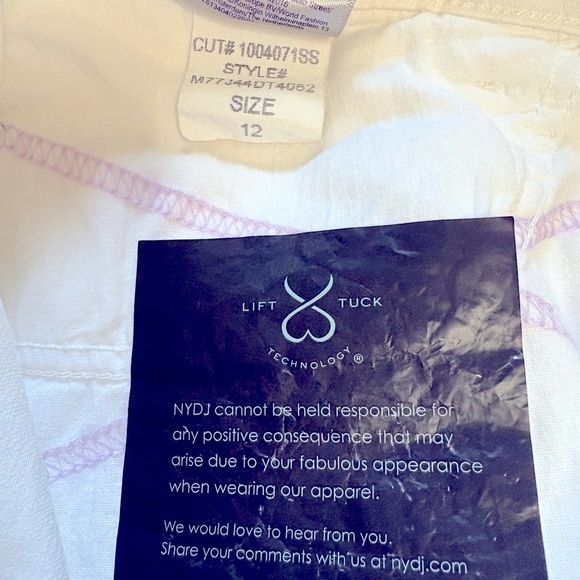 CUT# 1004071SS
STYLE#
M77J44DT4062
SIZE
12
LIFT TUCK
TECHNOLOGY®
NYDJ cannot be held responsible for
any positive consequence that may
arise due to your fabulous appearance
when wearing our apparel.
We would love to hear from you.
Share your comments with us at nydj.com